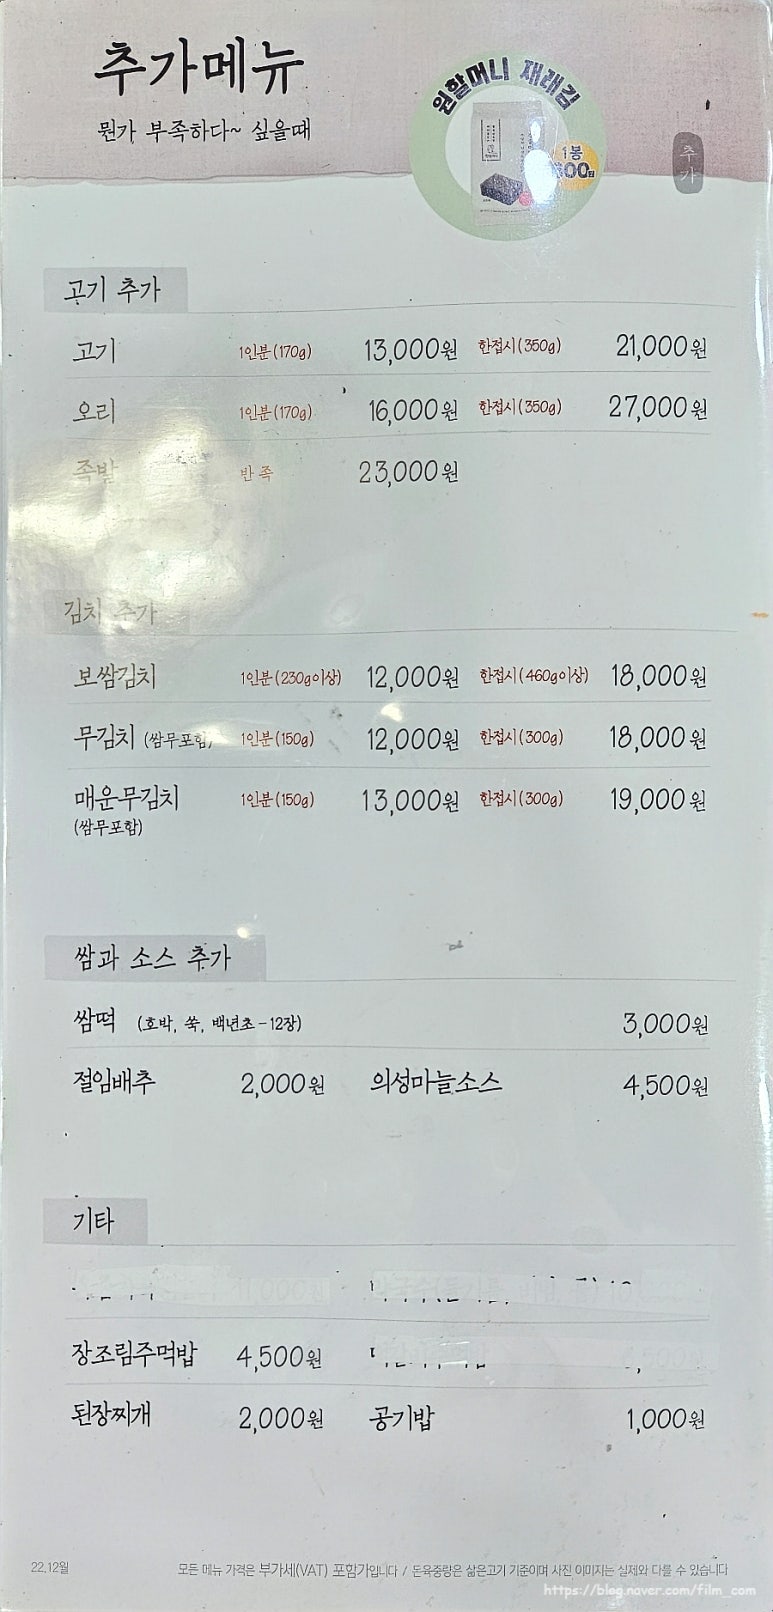 추가메뉴
뭔가 부족하다~ 싶을때
원할머니 재래김
1봉
추가
고기 추가
고기 1인분(170g) 13,000원 한접시(350g) 21,000원
오리 1인분(170g) 16,000원 한접시(350g) 27,000원
족발 반 족 23,000원
김치 추가
보쌈김치 1인분(230g이상) 12,000원 한접시(460g이상) 18,000원
무김치 (쌈무포함) 1인분(150g) 12,000원 한접시(300g) 18,000원
매운무김치 1인분(150g) 13,000원 한접시(300g) 19,000원
(쌈무포함)
쌈과 소스 추가
쌈떡 (호박, 쑥, 백년초-12장) 3,000원
절임배추 2,000원 의성마늘소스 4,500원
기타
장조림주먹밥 4,500원
된장찌개 2,000원 공기밥 1,000원
22.12월 모든 메뉴 가격은 부가세(VAT) 포함가입니다 / 돈육중량은 삶은고기 기준이며 사진 이미지는 실제와 다를 수 있습니다
https://blog.naver.com/film_com